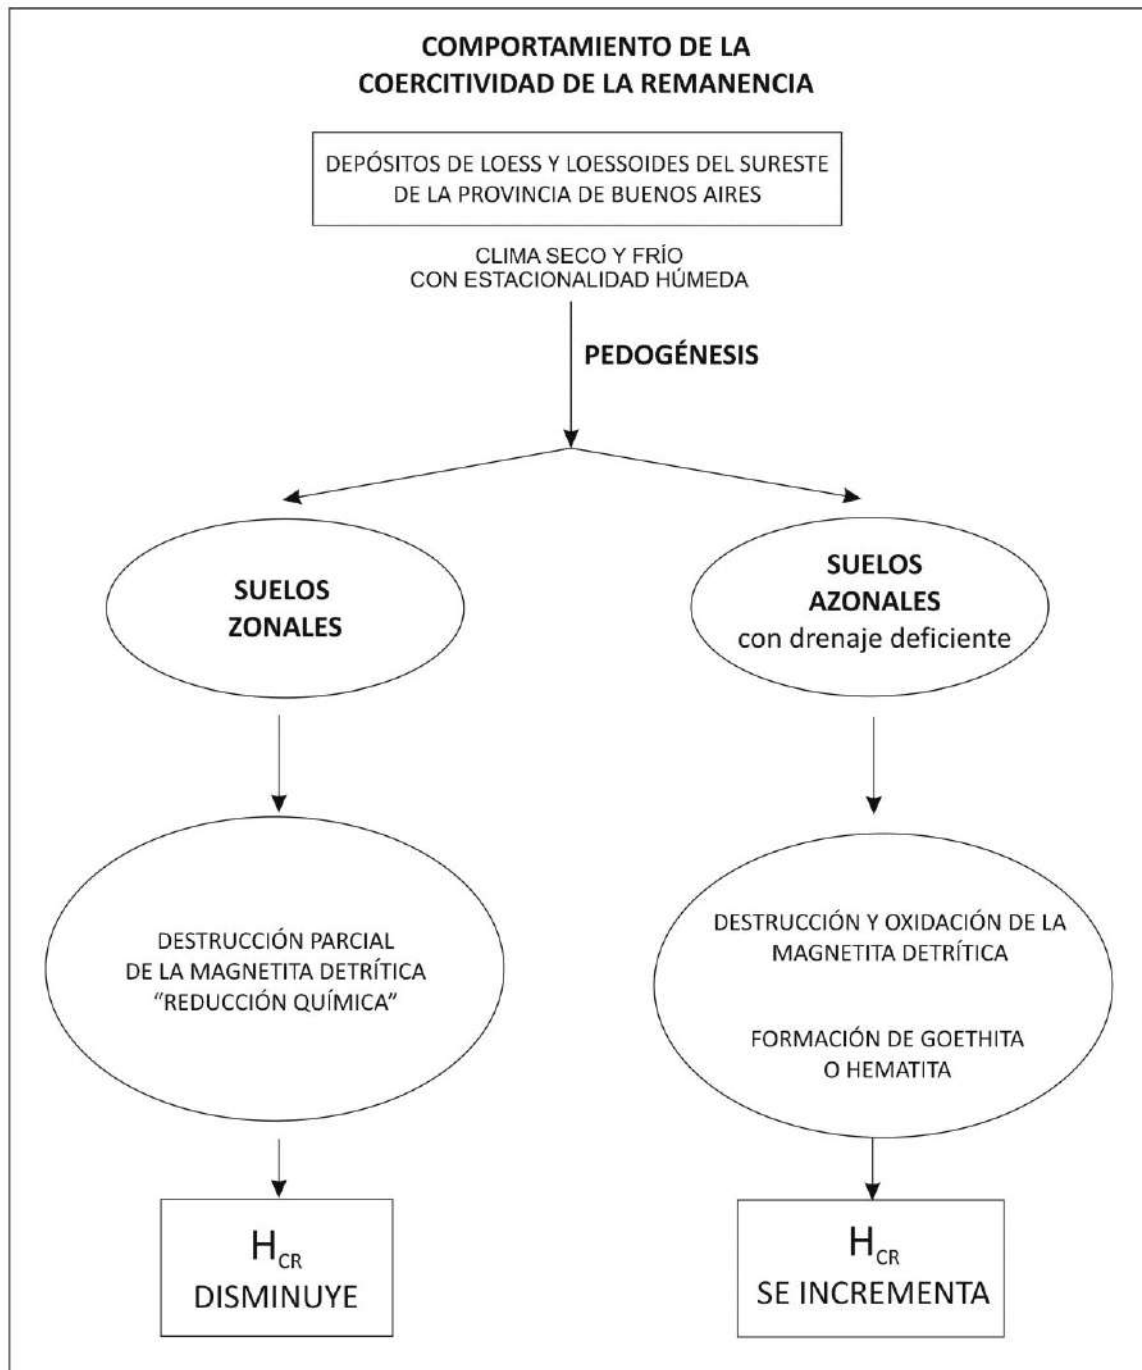 COMPORTAMIENTO DE LA
COERCITIVIDAD DE LA REMANENCIA
DEPÓSITOS DE LOESS Y LOESSOIDES DEL SURESTE
DE LA PROVINCIA DE BUENOS AIRES
CLIMA SECO Y FRÍO
CON ESTACIONALIDAD HÚMEDA
PEDOGÉNESIS
SUELOS
ZONALES
SUELOS
AZONALES
con drenaje deficiente
DESTRUCCIÓN PARCIAL
DE LA MAGNETITA DETRÍTICA
“REDUCCIÓN QUÍMICA”
DESTRUCCIÓN Y OXIDACIÓN DE LA
MAGNETITA DETRÍTICA
FORMACIÓN DE GOETHITA
O HEMATITA
HCR
DISMINUYE
HCR
SE INCREMENTA